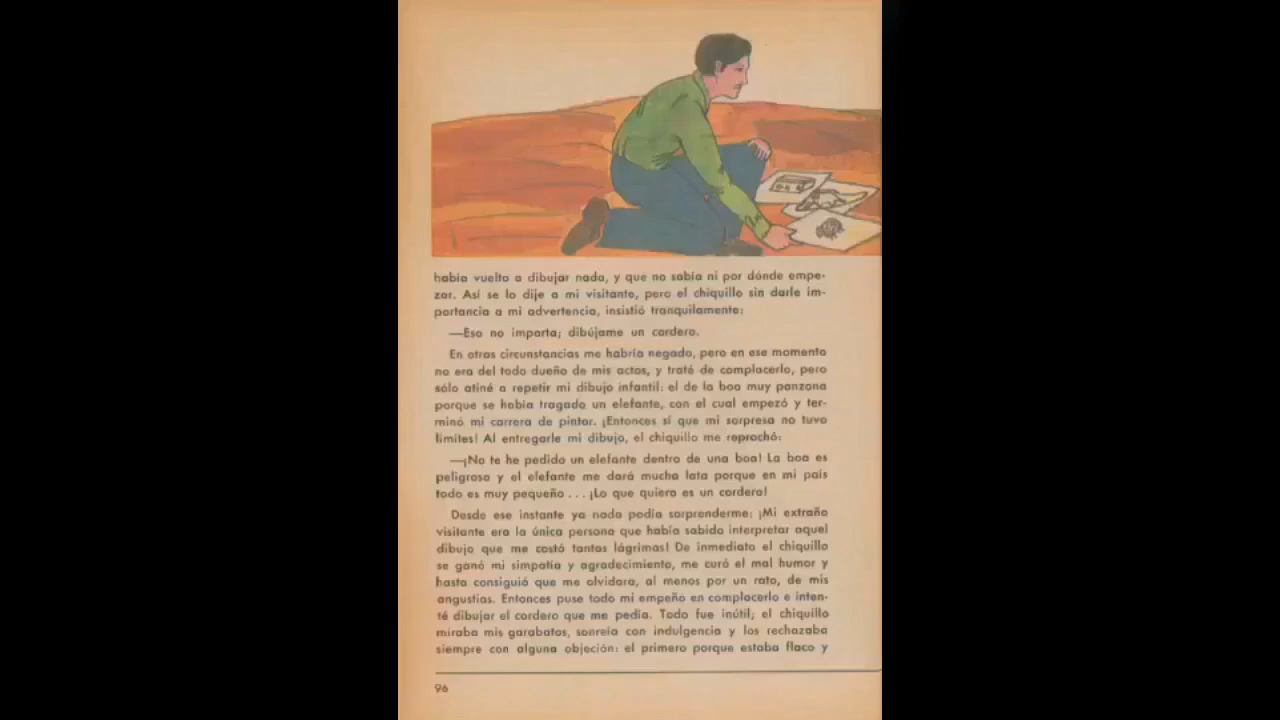 había vuelto a dibujar nada, y que no sabía ni por dónde empe-
zar. Así se lo dije a mi visitante, pero el chiquillo sin darle im-
portancia a mi advertencia, insistió tranquilamente:
—Eso no importa; dibújame un cordero.
En otras circunstancias me habría negado, pero en ese momento
no era del todo dueño de mis actos, y traté de complacerlo, pero
sólo atiné a repetir mi dibujo infantil: el de la boa muy panzona
porque se había tragado un elefante, con el cual empezó y ter-
minó mi carrera de pintor. ¡Entonces sí que mi sorpresa no tuvo
límites! Al entregarle mi dibujo, el chiquillo me reprochó:
—¡No te he pedido un elefante dentro de una boa! La boa es
peligrosa y el elefante me dará mucha lata porque en mi país
todo es muy pequeño . . . ¡Lo que quiero es un cordero!
Desde ese instante ya nada podía sorprenderme: ¡Mi extraño
visitante era la única persona que había sabido interpretar aquel
dibujo que me costó tantas lágrimas! De inmediato el chiquillo
se ganó mi simpatía y agradecimiento, me curó el mal humor y
hasta consiguió que me olvidara, al menos por un rato, de mis
angustias. Entonces puse todo mi empeño en complacerlo e inten-
té dibujar el cordero que me pedía. Todo fue inútil; el chiquillo
miraba mis garabatos, sonreía con indulgencia y los rechazaba
siempre con alguna objeción: el primero porque estaba flaco y
96